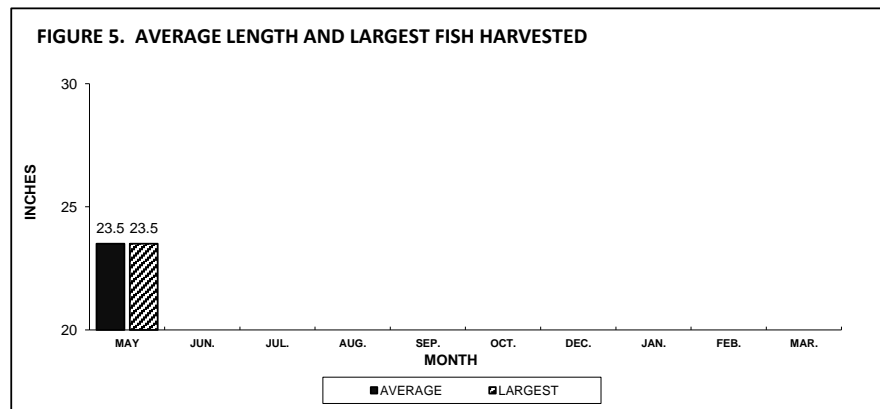 FIGURE 5. AVERAGE LENGTH AND LARGEST FISH HARVESTED
30
25
20
INCHES
23.5 23.5
MAY JUN. JUL. AUG. SEP. OCT. DEC. JAN. FEB. MAR.
MONTH
AVERAGE LARGEST